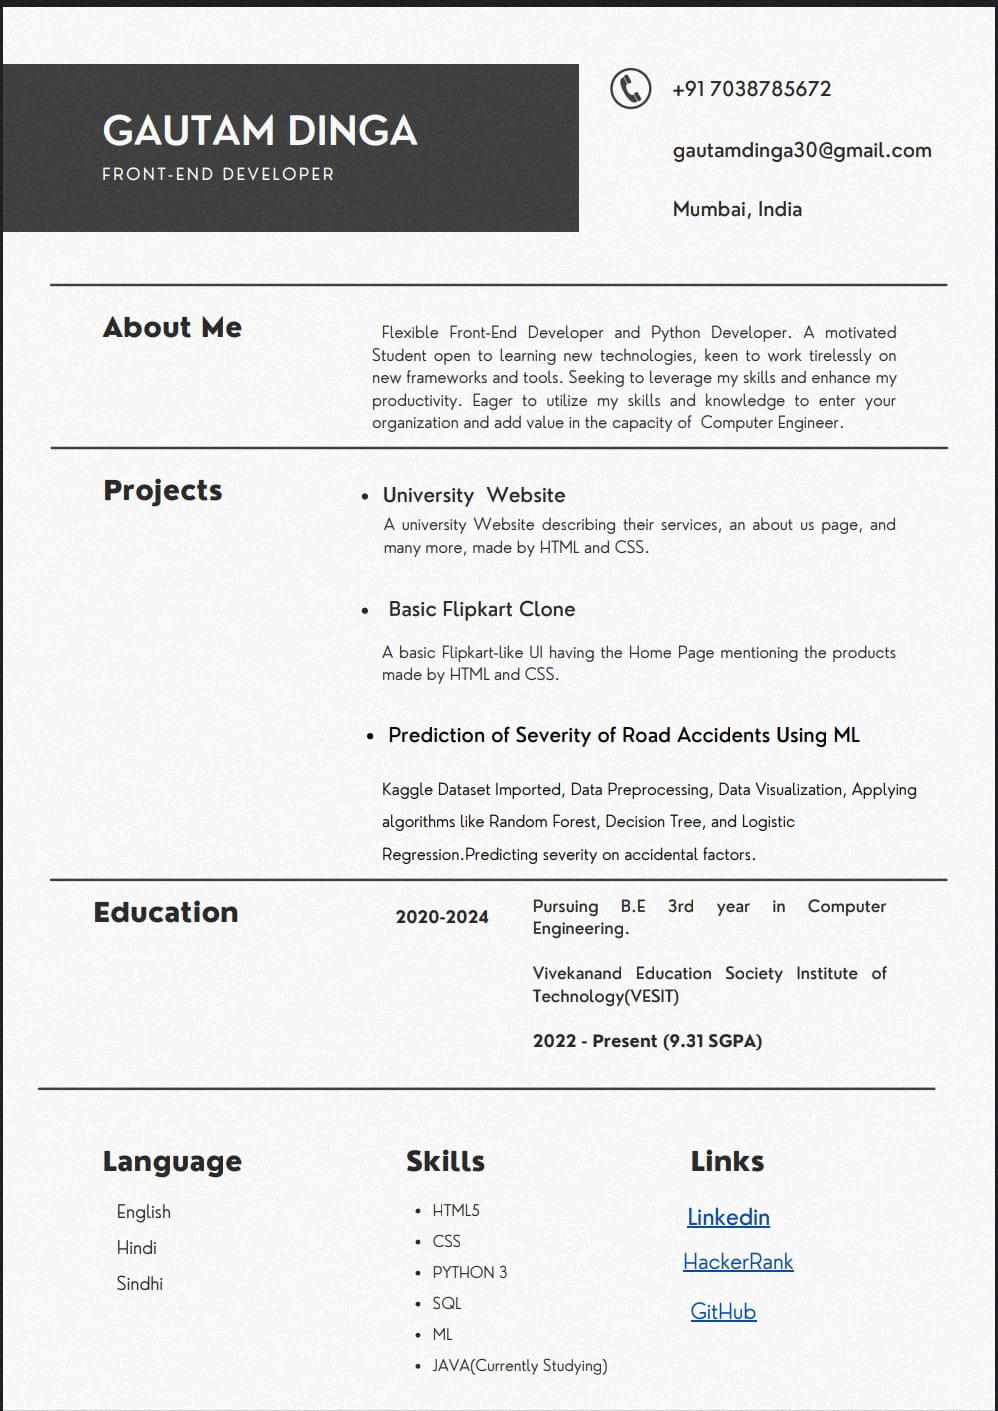 GAUTAM DINGA
FRONT-END DEVELOPER
+91 7038785672
gautamdinga30@gmail.com
Mumbai, India
About Me
Flexible Front-End Developer and Python Developer. A motivated
Student open to learning new technologies, keen to work tirelessly on
new frameworks and tools. Seeking to leverage my skills and enhance my
productivity. Eager to utilize my skills and knowledge to enter your
organization and add value in the capacity of Computer Engineer.
Projects
• University Website
A university Website describing their services, an about us page, and
many more, made by HTML and CSS.
• Basic Flipkart Clone
A basic Flipkart-like UI having the Home Page mentioning the products
made by HTML and CSS.
• Prediction of Severity of Road Accidents Using ML
Kaggle Dataset Imported, Data Preprocessing, Data Visualization, Applying
algorithms like Random Forest, Decision Tree, and Logistic
Regression.Predicting severity on accidental factors.
Education
2020-2024
Pursuing B.E 3rd year in Computer
Engineering.
Vivekanand Education Society Institute of
Technology(VESIT)
2022 - Present (9.31 SGPA)
Language
English
Hindi
Sindhi
Skills
• HTML5
• CSS
• PYTHON 3
• SQL
• ML
• JAVA(Currently Studying)
Links
Linkedin
HackerRank
GitHub